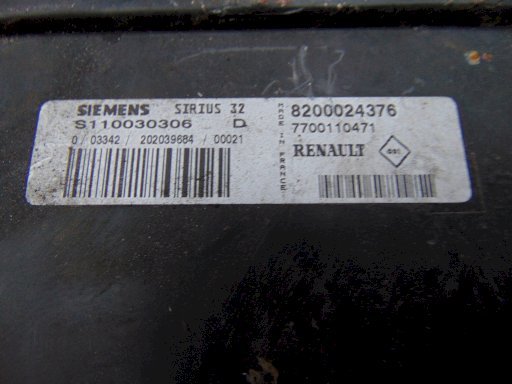 SIEMENS SIRIUS 32
S110030306 D
0/03342/ 202039684 /00021
MADE IN FRANCE
8200024376
7700110471
RENAULT